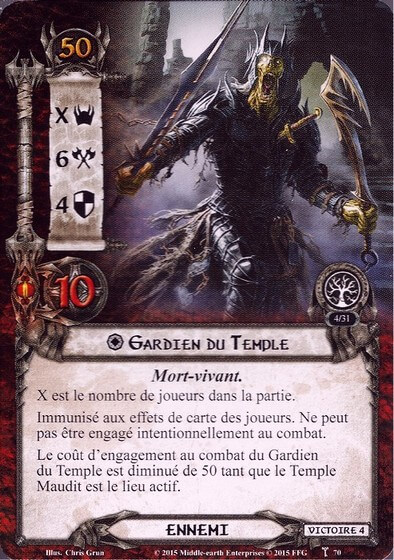 50
X
6
4
10
4/31
GARDIEN DU TEMPLE
Mort-vivant.
X est le nombre de joueurs dans la partie.
Immunisé aux effets de carte des joueurs. Ne peut
pas être engagé intentionnellement au combat.
Le coût d'engagement au combat du Gardien
du Temple est diminué de 50 tant que le Temple
Maudit est le lieu actif.
ENNEMI
VICTOIRE 4
Illus. Chris Grun
© 2015 Middle-earth Enterprises © 2015 FFG
70